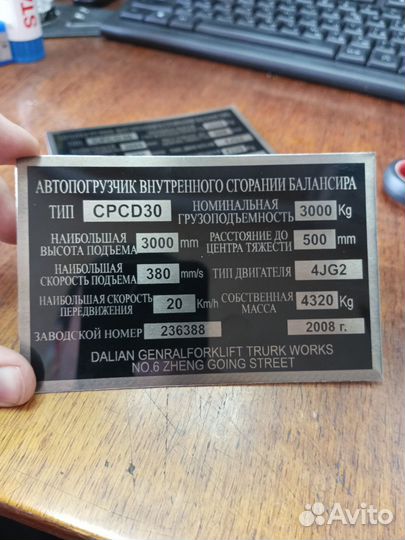 STA
АВТОПОГРУЗЧИК ВНУТРЕННОГО СГОРАНИИ БАЛАНСИРА
ТИП CPCD30 НОМИНАЛЬНАЯ ГРУЗОПОДЪЕМНОСТЬ 3000 Kg
НАИБОЛЬШАЯ ВЫСОТА ПОДЪЕМА 3000 mm РАССТОЯНИЕ ДО ЦЕНТРА ТЯЖЕСТИ 500 mm
НАИБОЛЬШАЯ СКОРОСТЬ ПОДЪЕМА 380 mm/s ТИП ДВИГАТЕЛЯ 4JG2
НАИБОЛЬШАЯ СКОРОСТЬ ПЕРЕДВИЖЕНИЯ 20 Km/h СОБСТВЕННАЯ МАССА 4320 Kg
ЗАВОДСКОЙ НОМЕР 236388 2008 г.
DALIAN GENRALFORKLIFT TRURK WORKS
NO.6 ZHENG GOING STREET
Avito